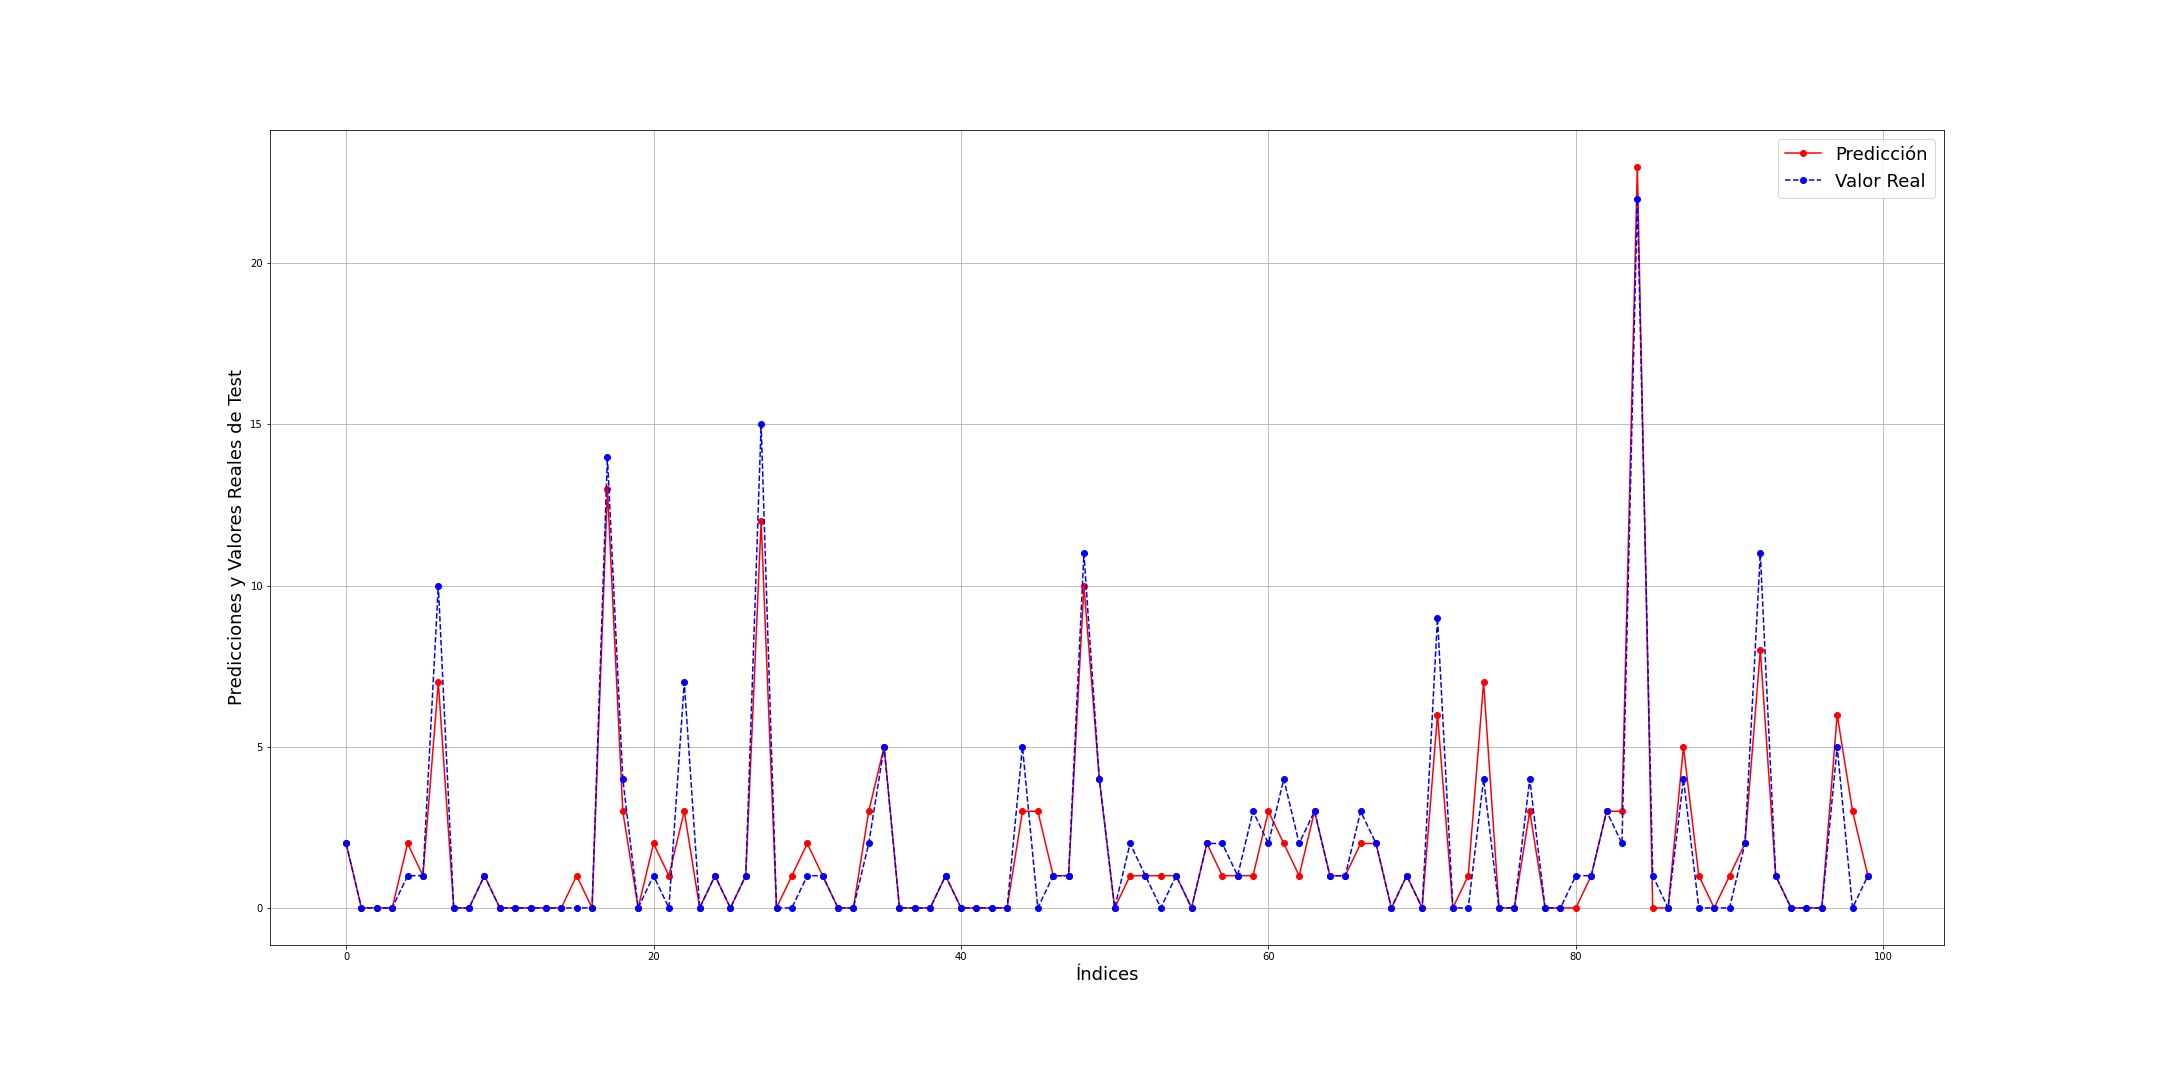 Predicción
Valor Real
Predicciones y Valores Reales de Test
20
15
10
5
0
0 20 40 60 80 100
Índices